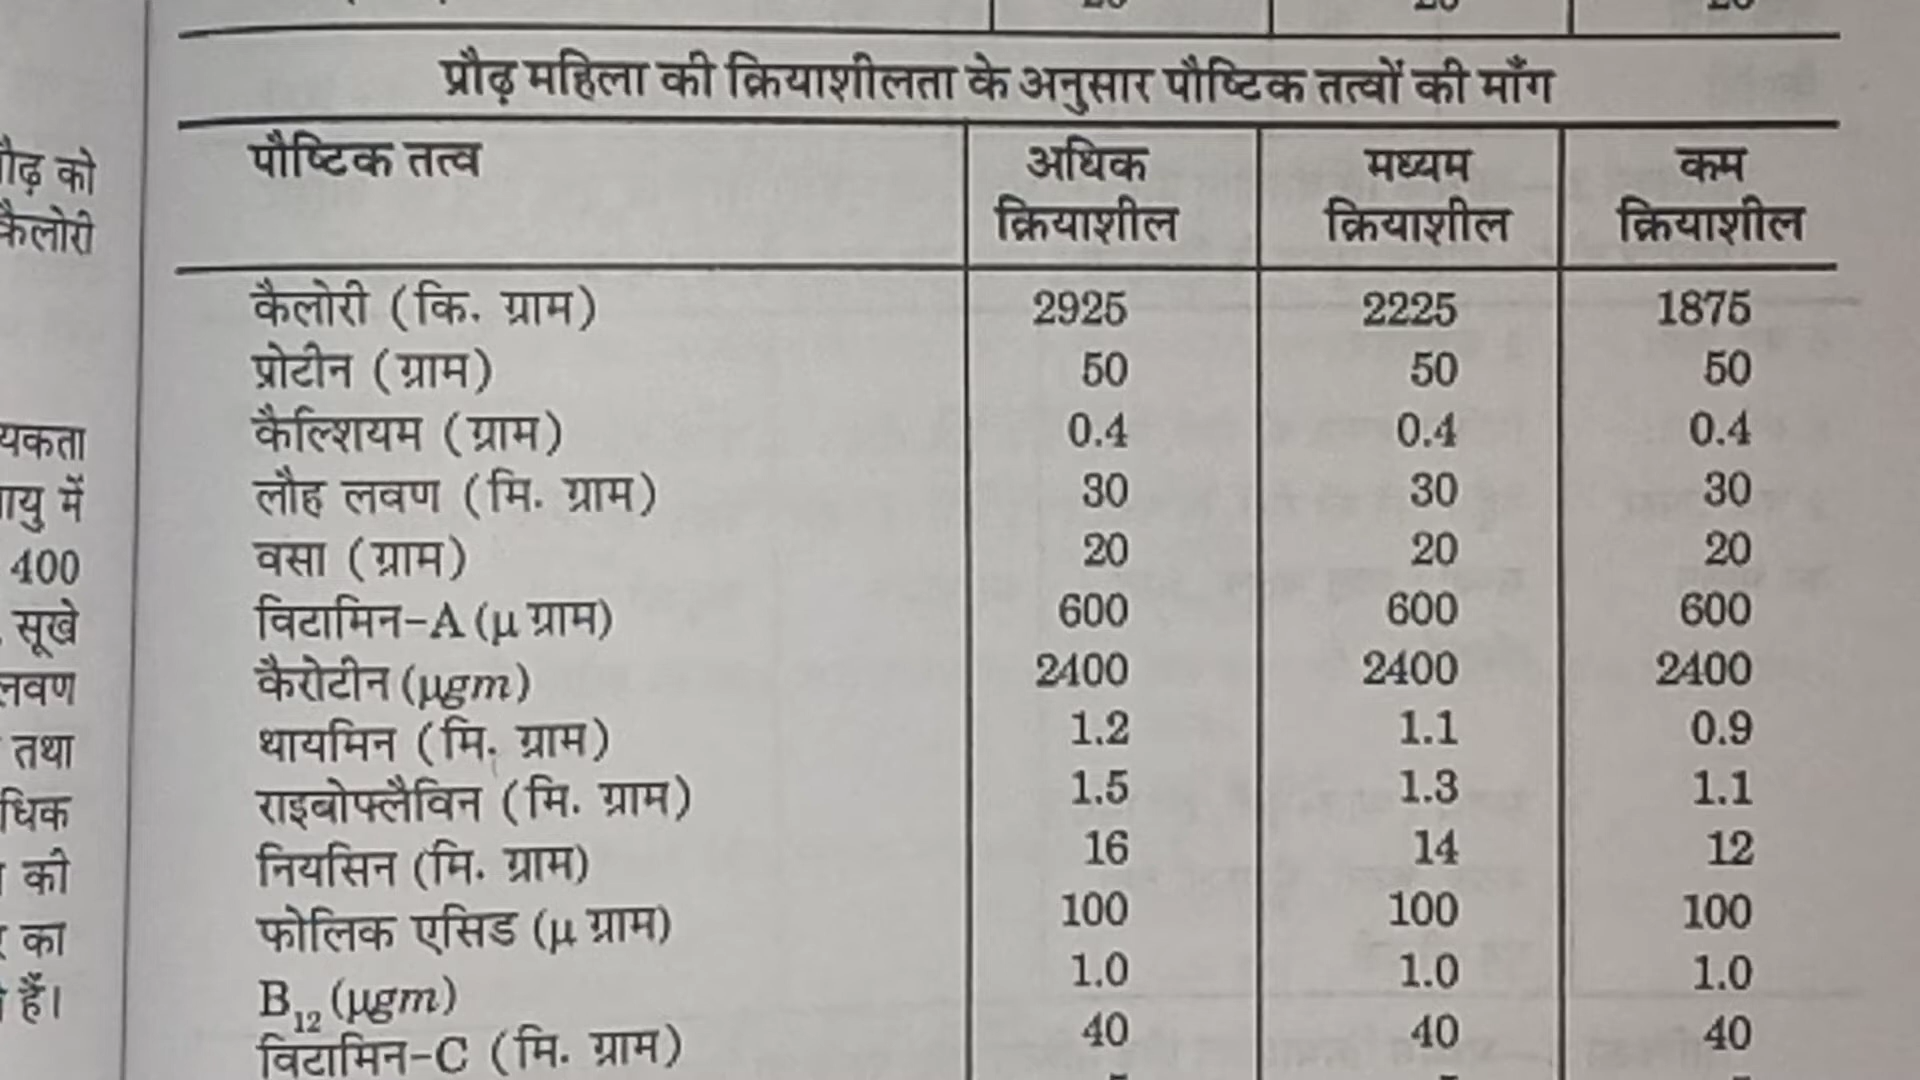 प्रौढ़ महिला की क्रियाशीलता के अनुसार पौष्टिक तत्वों की माँग
पौष्टिक तत्व अधिक क्रियाशील मध्यम क्रियाशील कम क्रियाशील
कैलोरी (कि. ग्राम) 2925 2225 1875
प्रोटीन (ग्राम) 50 50 50
कैल्शियम (ग्राम) 0.4 0.4 0.4
लौह लवण (मि. ग्राम) 30 30 30
वसा (ग्राम) 20 20 20
विटामिन-A (μ ग्राम) 600 600 600
कैरोटीन (μgm) 2400 2400 2400
थायमिन (मि. ग्राम) 1.2 1.1 0.9
राइबोफ्लैविन (मि. ग्राम) 1.5 1.3 1.1
नियसिन (मि. ग्राम) 16 14 12
फोलिक एसिड (μ ग्राम) 100 100 100
B12 (μgm) 1.0 1.0 1.0
विटामिन-C (मि. ग्राम) 40 40 40
को
कैलोरी
में
400
सूखे
लवण
तथा
की
का
हैं।